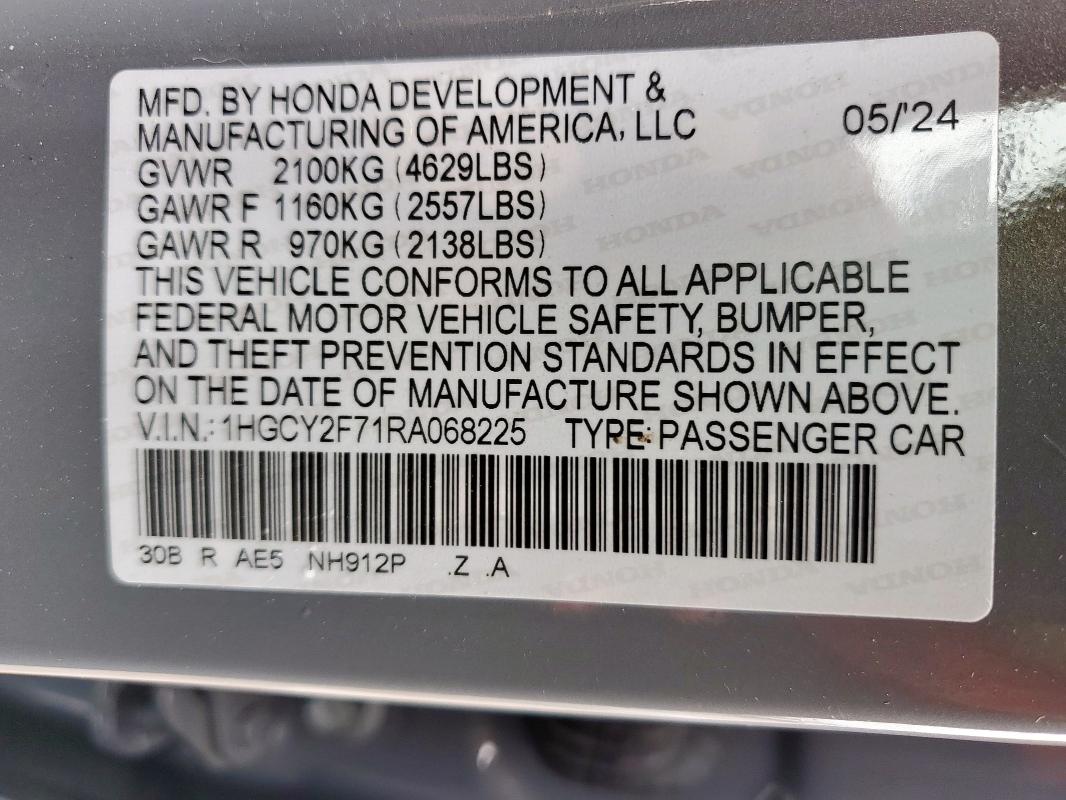 MFD. BY HONDA DEVELOPMENT &
MANUFACTURING OF AMERICA, LLC 05/'24
GVWR 2100KG (4629LBS)
GAWR F 1160KG (2557LBS)
GAWR R 970KG (2138LBS)
THIS VEHICLE CONFORMS TO ALL APPLICABLE
FEDERAL MOTOR VEHICLE SAFETY, BUMPER,
AND THEFT PREVENTION STANDARDS IN EFFECT
ON THE DATE OF MANUFACTURE SHOWN ABOVE.
V.I.N.: 1HGCY2F71RA068225 TYPE: PASSENGER CAR
30B R AE5 NH912P .Z .A